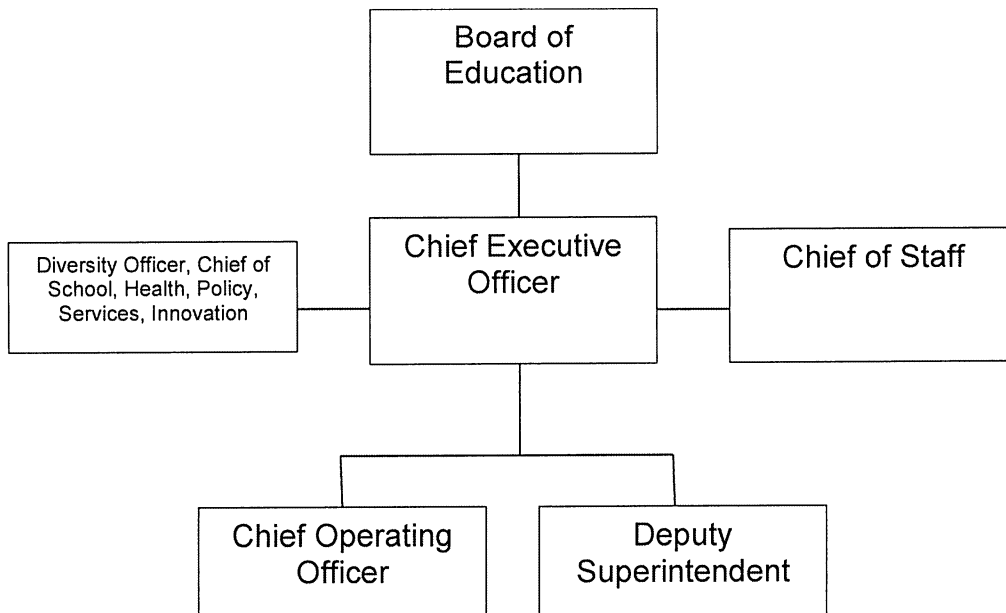 Board of
Education
Chief Executive
Officer
Diversity Officer, Chief of
School, Health, Policy,
Services, Innovation
Chief of Staff
Chief Operating
Officer
Deputy
Superintendent